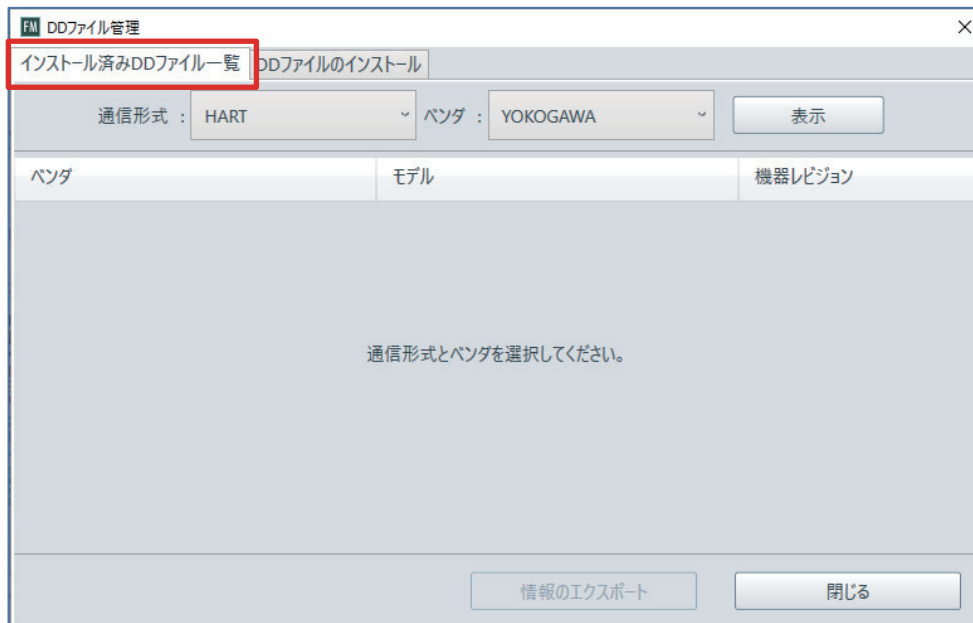 FM DDファイル管理
インストール済みDDファイル一覧 DDファイルのインストール
通信形式 : HART ベンダ : YOKOGAWA 表示
ベンダ モデル 機器レビジョン
通信形式とベンダを選択してください。
情報のエクスポート 閉じる